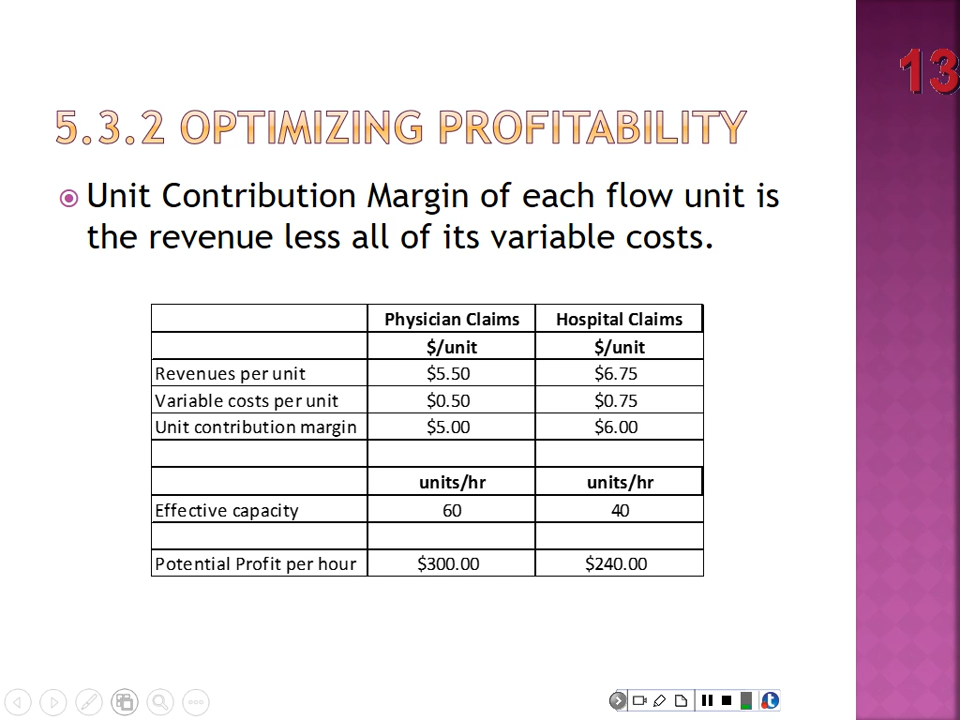 13
5.3.2 OPTIMIZING PROFITABILITY
Unit Contribution Margin of each flow unit is
the revenue less all of its variable costs.
Physician Claims Hospital Claims
$/unit $/unit
Revenues per unit $5.50 $6.75
Variable costs per unit $0.50 $0.75
Unit contribution margin $5.00 $6.00
units/hr units/hr
Effective capacity 60 40
Potential Profit per hour $300.00 $240.00